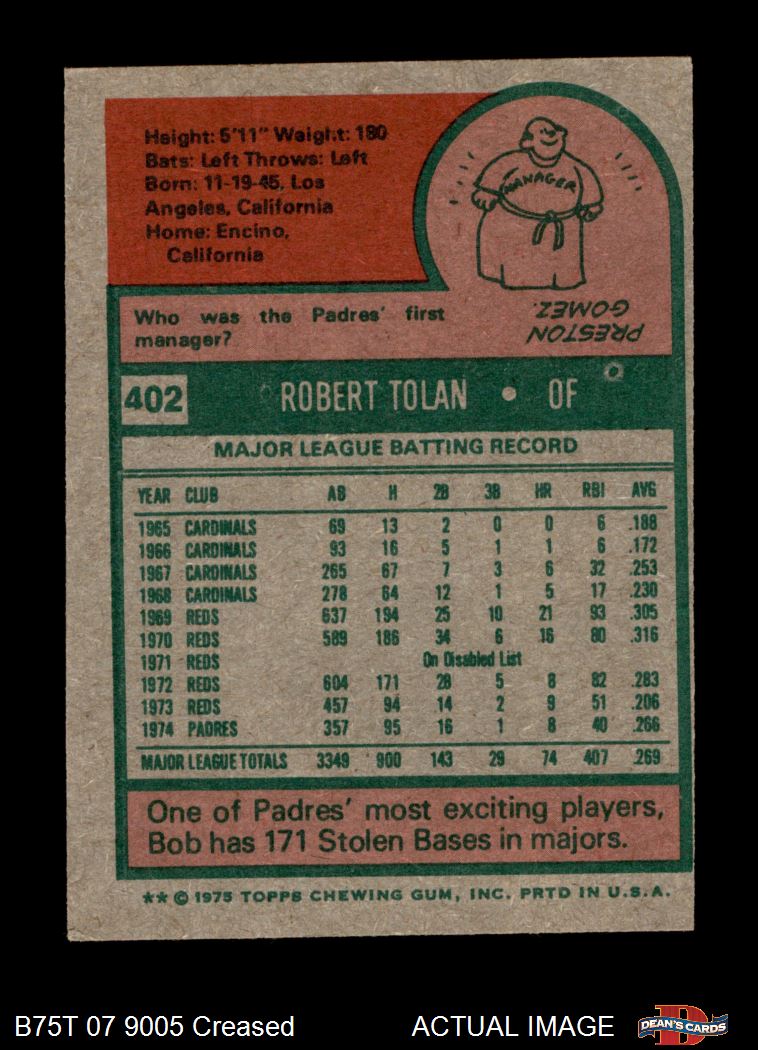 Height: 5'11" Weight: 180
Bats: Left Throws: Left
Born: 11-19-45, Los
Angeles, California
Home: Encino,
California
MANAGER
Who was the Padres' first
manager?
PRESTON
GOMEZ.
402 ROBERT TOLAN • OF
MAJOR LEAGUE BATTING RECORD
YEAR CLUB AB H 2B 3B HR RBI AVG
1965 CARDINALS 69 13 2 0 0 6 .188
1966 CARDINALS 93 16 5 1 1 6 .172
1967 CARDINALS 265 67 7 3 6 32 .253
1968 CARDINALS 278 64 12 1 5 17 .230
1969 REDS 637 194 25 10 21 93 .305
1970 REDS 589 186 34 6 16 80 .316
1971 REDS On Disabled List
1972 REDS 604 171 28 5 8 82 .283
1973 REDS 457 94 14 2 9 51 .206
1974 PADRES 357 95 16 1 8 40 .266
MAJOR LEAGUE TOTALS 3349 900 143 29 74 407 .269
One of Padres' most exciting players,
Bob has 171 Stolen Bases in majors.
** © 1975 TOPPS CHEWING GUM, INC. PRTD IN U.S.A.
B75T 07 9005 Creased ACTUAL IMAGE
D
DEAN'S CARDS